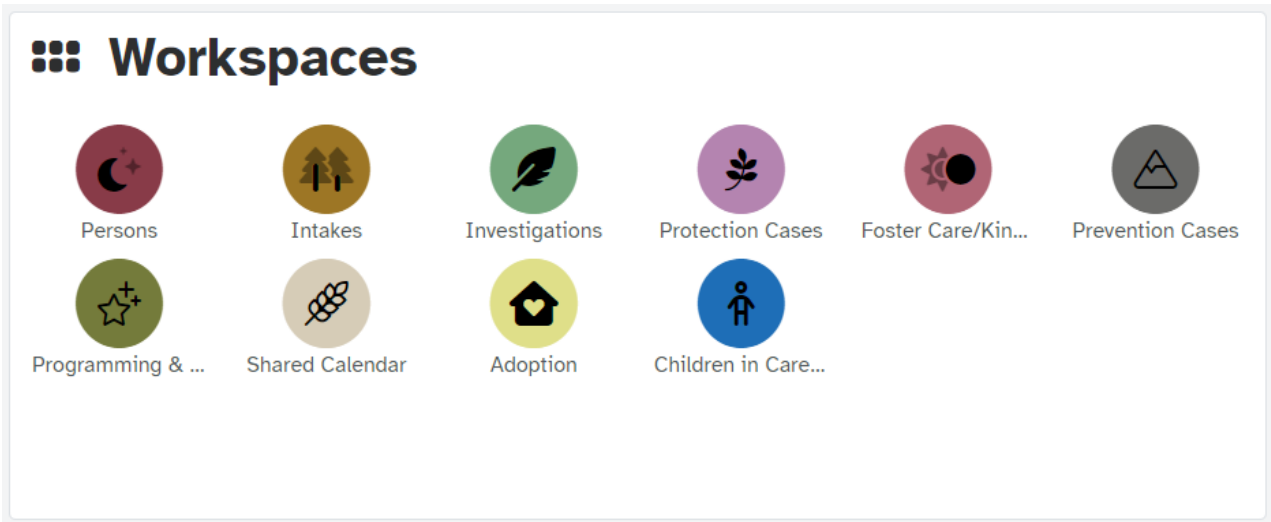 Workspaces
Persons
Intakes
Investigations
Protection Cases
Foster Care/Kin...
Prevention Cases
Programming & ...
Shared Calendar
Adoption
Children in Care...